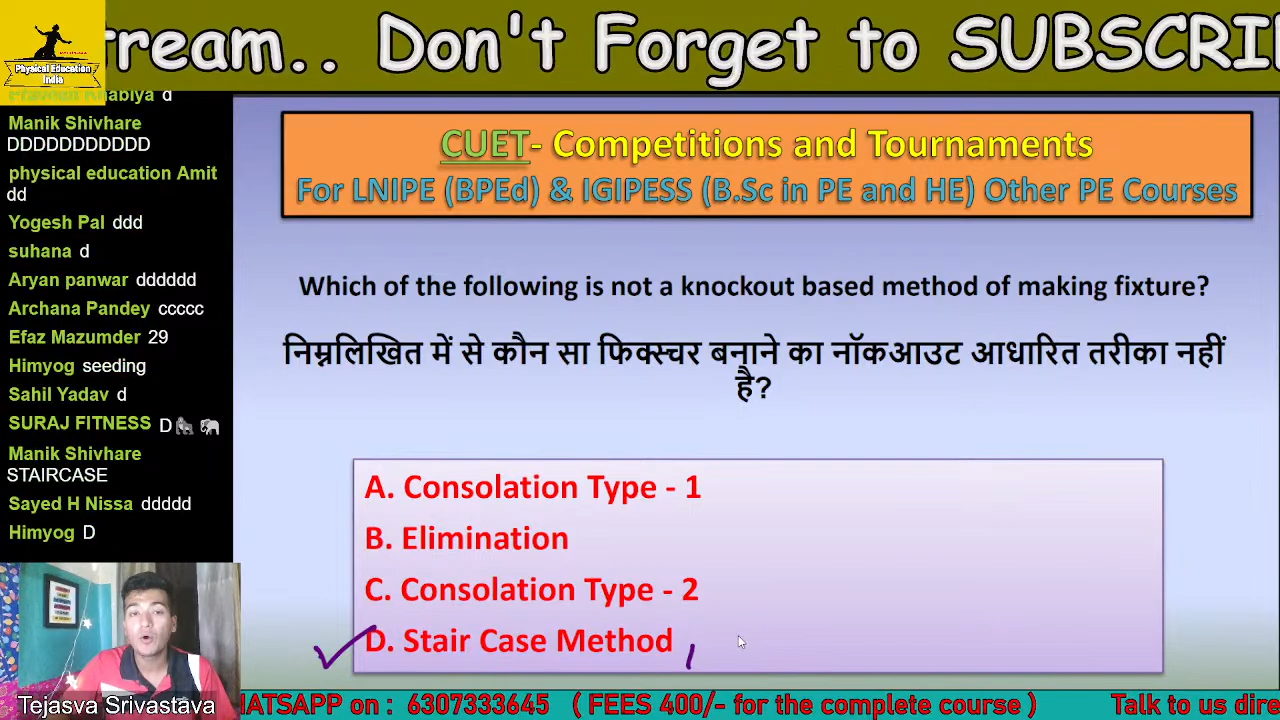 tream.. Don't Forget to SUBSCRI
Physical Education
India
Manik Shivhare
DDDDDDDDDDD
physical education Amit
dd
Yogesh Pal ddd
suhana d
Aryan panwar dddddd
Archana Pandey ccccc
Efaz Mazumder 29
Himyog seeding
Sahil Yadav d
SURAJ FITNESS D
Manik Shivhare
STAIRCASE
Sayed H Nissa ddddd
Himyog D
CUET- Competitions and Tournaments
For LNIPE (BPEd) & IGIPESS (B.Sc in PE and HE) Other PE Courses
Which of the following is not a knockout based method of making fixture?
निम्नलिखित में से कौन सा फिक्स्चर बनाने का नॉकआउट आधारित तरीका नहीं
है?
A. Consolation Type - 1
B. Elimination
C. Consolation Type - 2
D. Stair Case Method
Tejasva Srivastava
HATSAPP on : 6307333645 ( FEES 400/- for the complete course ) Talk to us dire